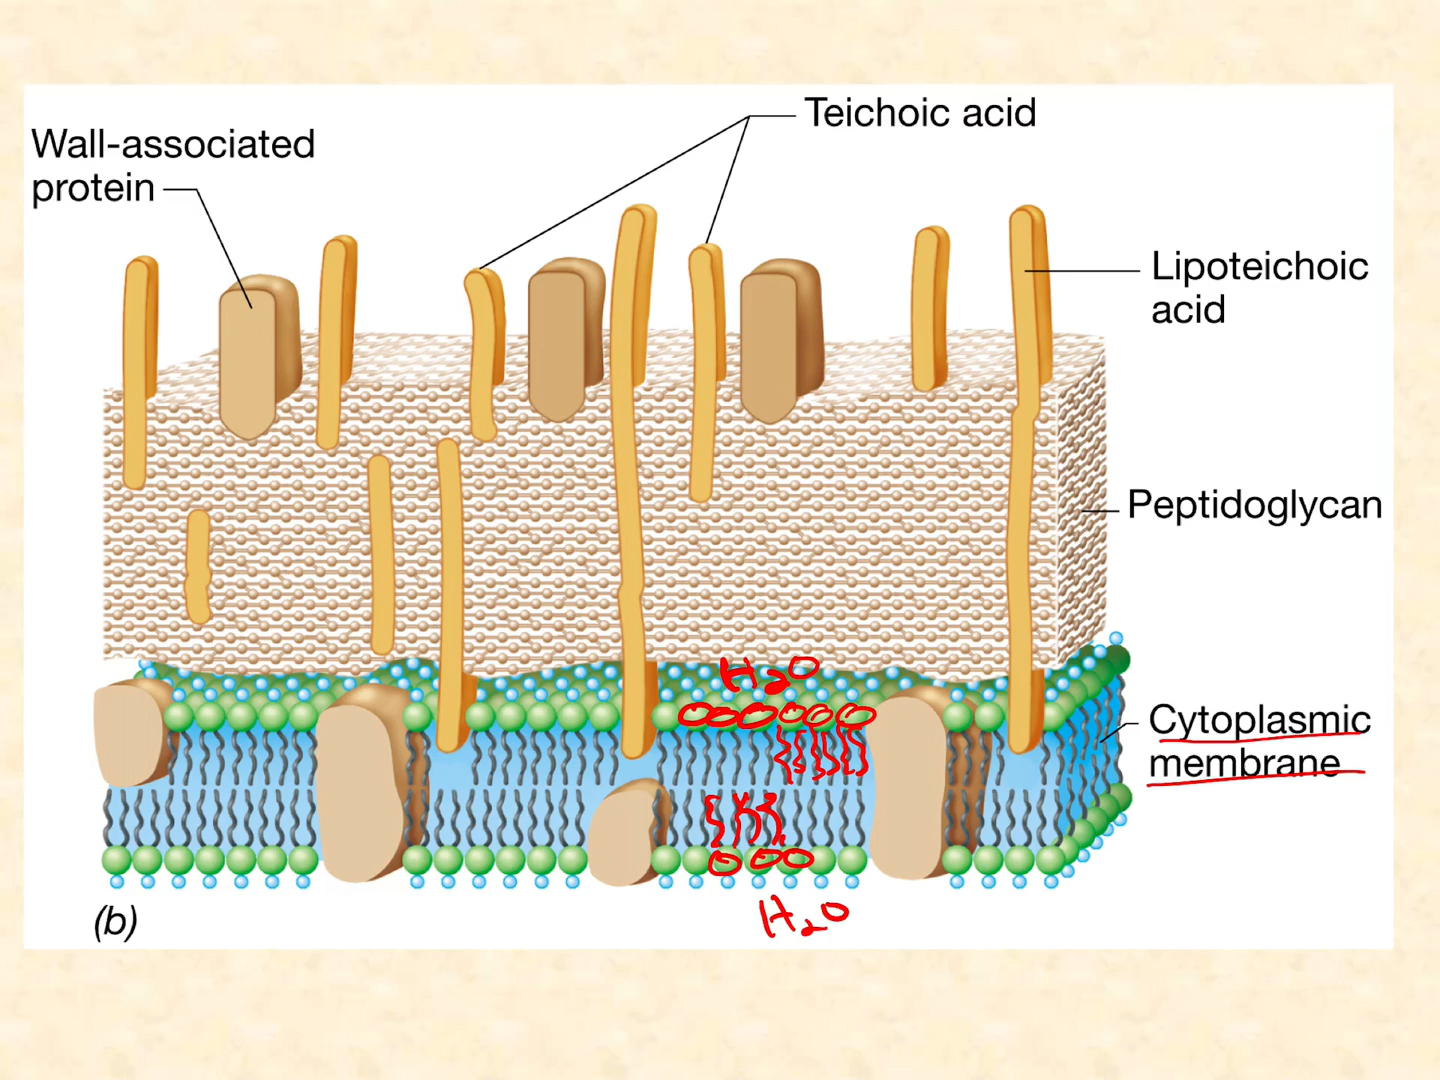 Teichoic acid
Wall-associated
protein
Lipoteichoic
acid
Peptidoglycan
H₂O
Cytoplasmic
membrane
H₂O
(b)